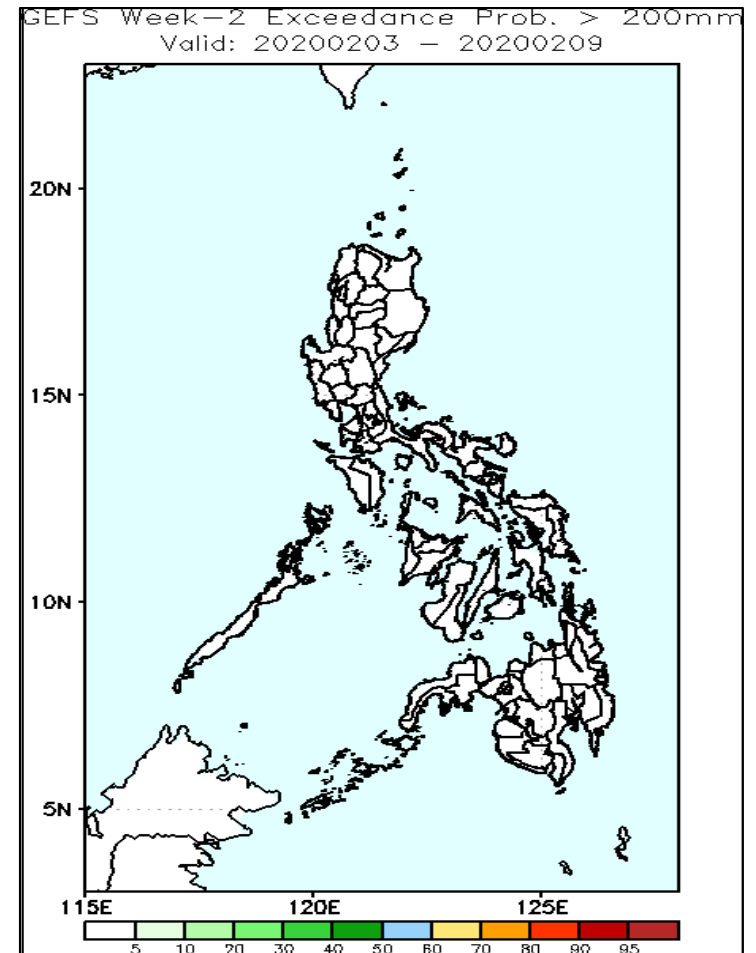 GEFS Week-2 Exceedance Prob. > 200mm
Valid: 20200203 - 20200209
20N
15N
10N
5N
115E 120E 125E
5 10 20 30 40 50 60 70 80 90 95